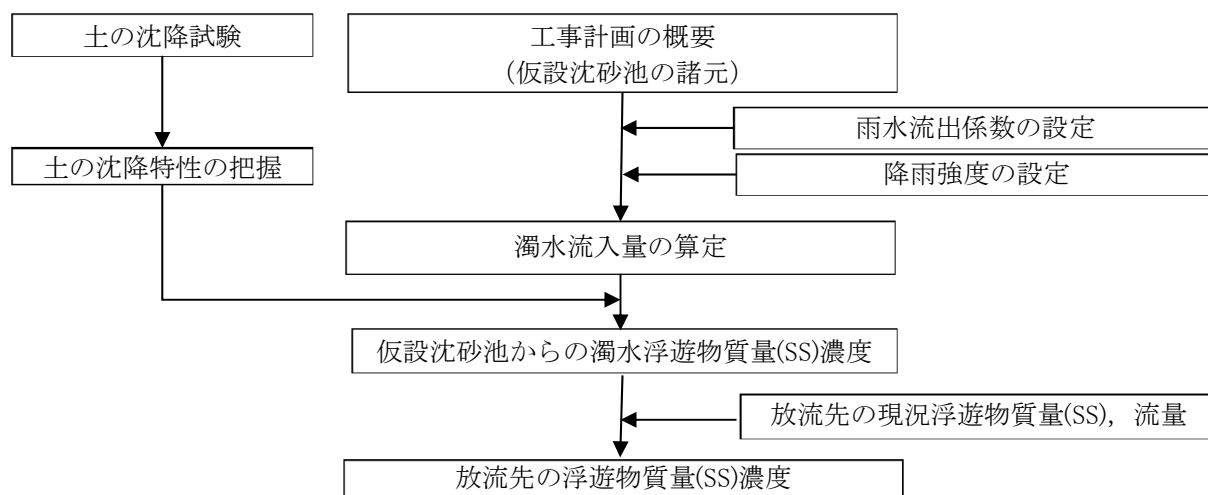 土の沈降試験
工事計画の概要
（仮設沈砂池の諸元）
雨水流出係数の設定
土の沈降特性の把握
降雨強度の設定
濁水流入量の算定
仮設沈砂池からの濁水浮遊物質量(SS)濃度
放流先の現況浮遊物質量(SS)，流量
放流先の浮遊物質量(SS)濃度